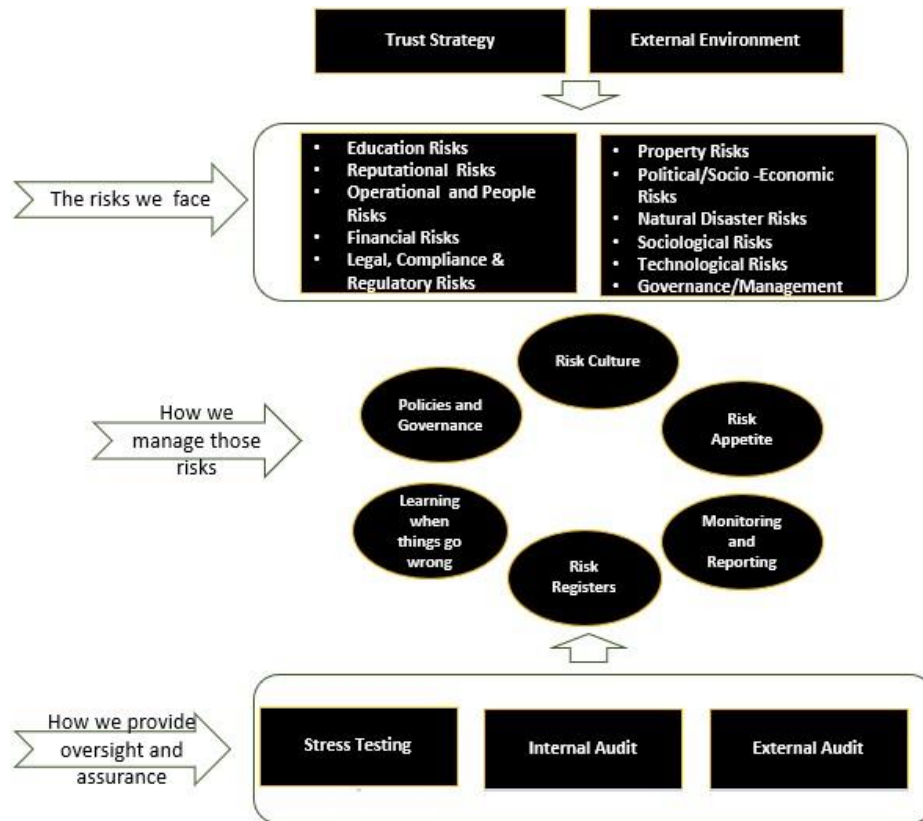 Trust Strategy
External Environment
The risks we face
• Education Risks
• Reputational Risks
• Operational and People
Risks
• Financial Risks
• Legal, Compliance &
Regulatory Risks
• Property Risks
• Political/Socio -Economic
Risks
• Natural Disaster Risks
• Sociological Risks
• Technological Risks
• Governance/Management
How we
manage those
risks
Risk Culture
Policies and
Governance
Risk
Appetite
Learning
when
things go
wrong
Monitoring
and
Reporting
Risk
Registers
How we provide
oversight and
assurance
Stress Testing
Internal Audit
External Audit